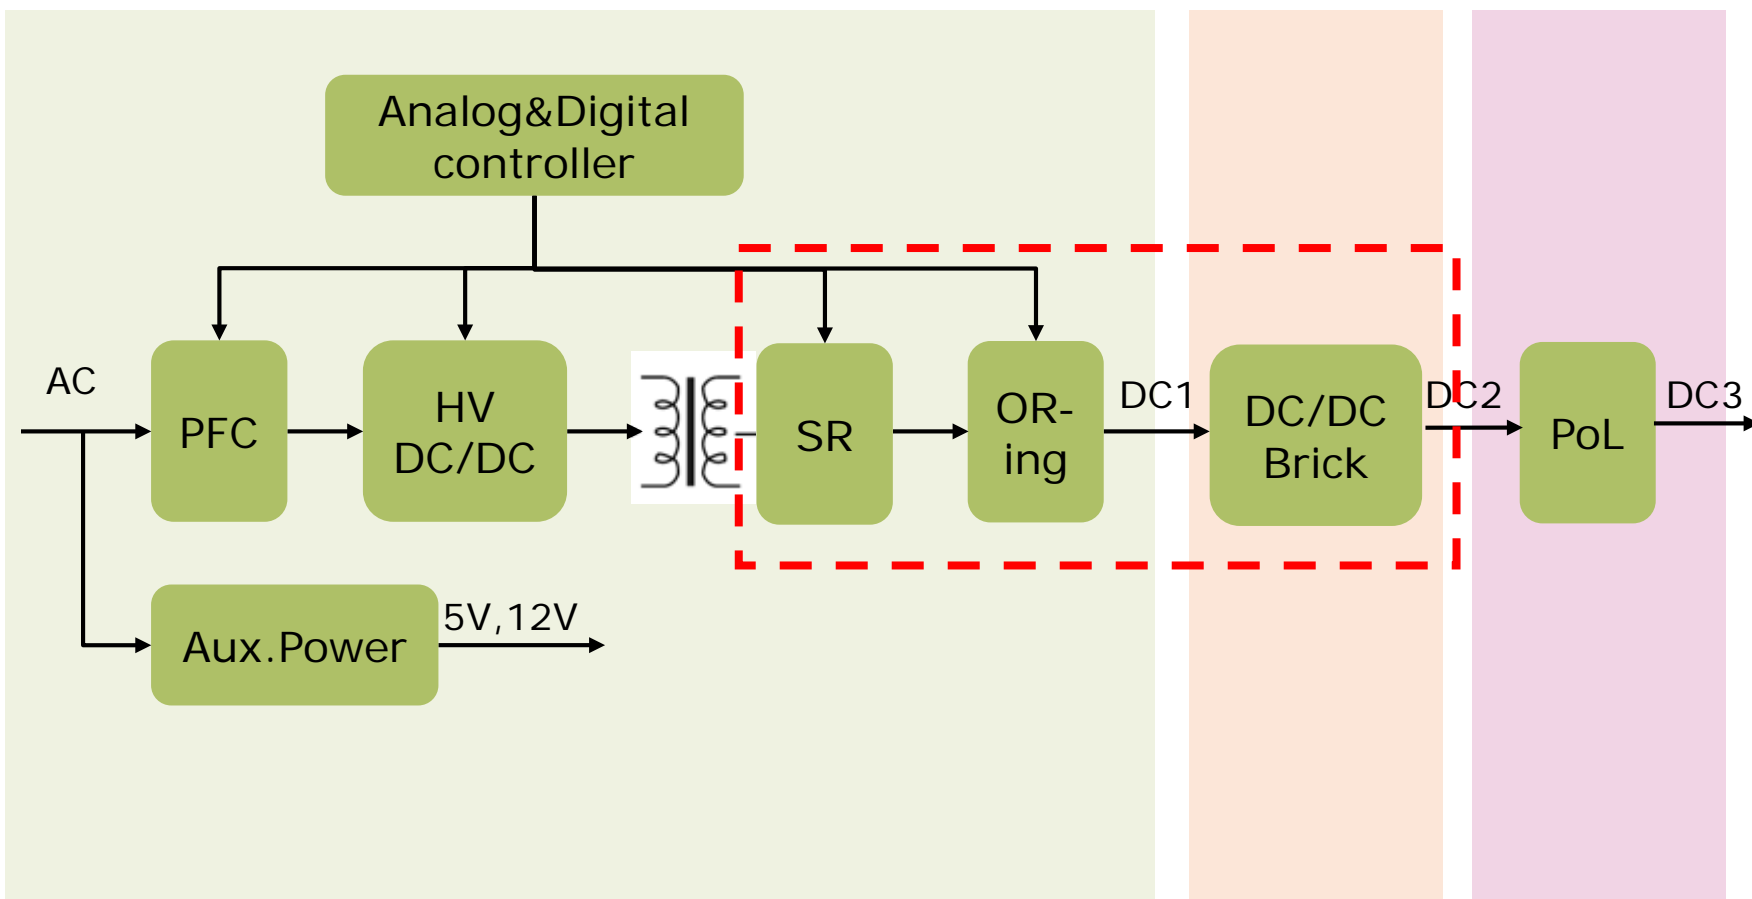 Analog&Digital
controller
AC
PFC
HV
DC/DC
SR
OR-
ing
DC1
DC/DC
Brick
DC2
PoL
DC3
Aux.Power
5V,12V